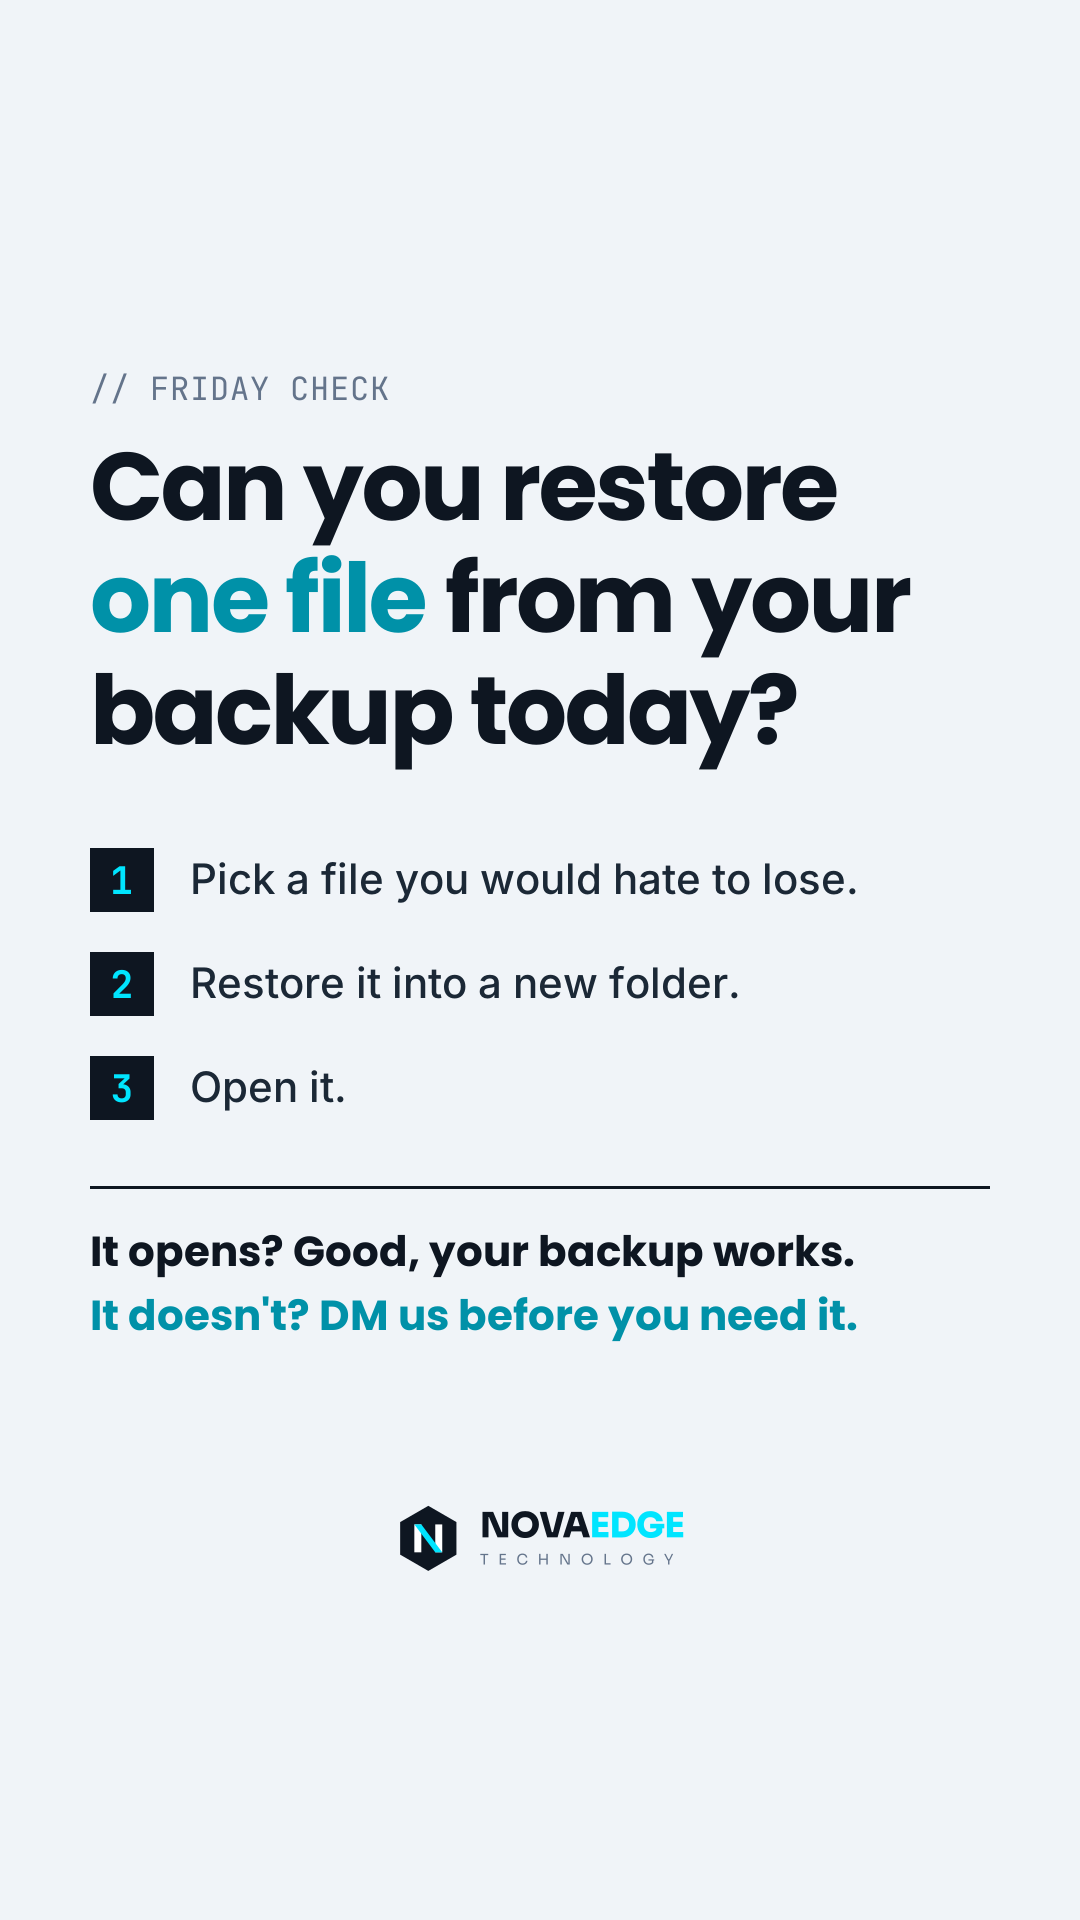 // FRIDAY CHECK
Can you restore
one file from your
backup today?
1 Pick a file you would hate to lose.
2 Restore it into a new folder.
3 Open it.
It opens? Good, your backup works.
It doesn't? DM us before you need it.
N NOVAEDGE
TECHNOLOGY